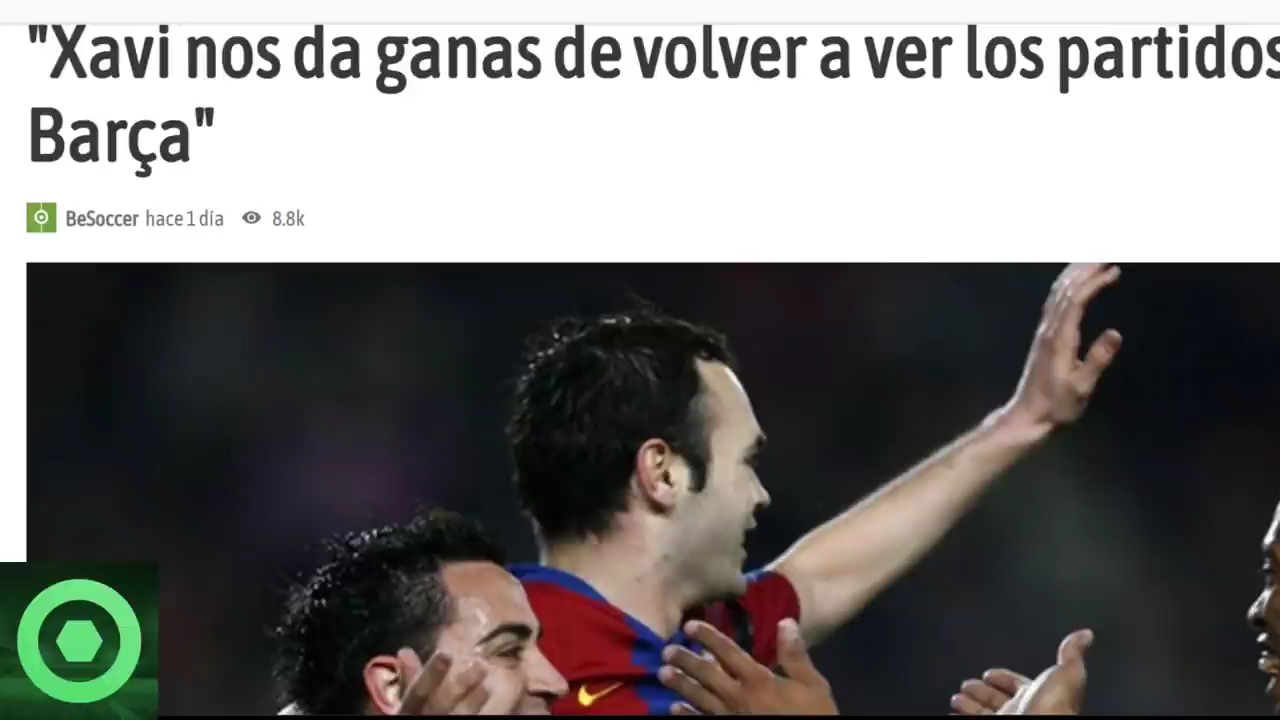 "Xavi nos da ganas de volver a ver los partidos
Barça"
BeSoccer hace 1 día 8.8k